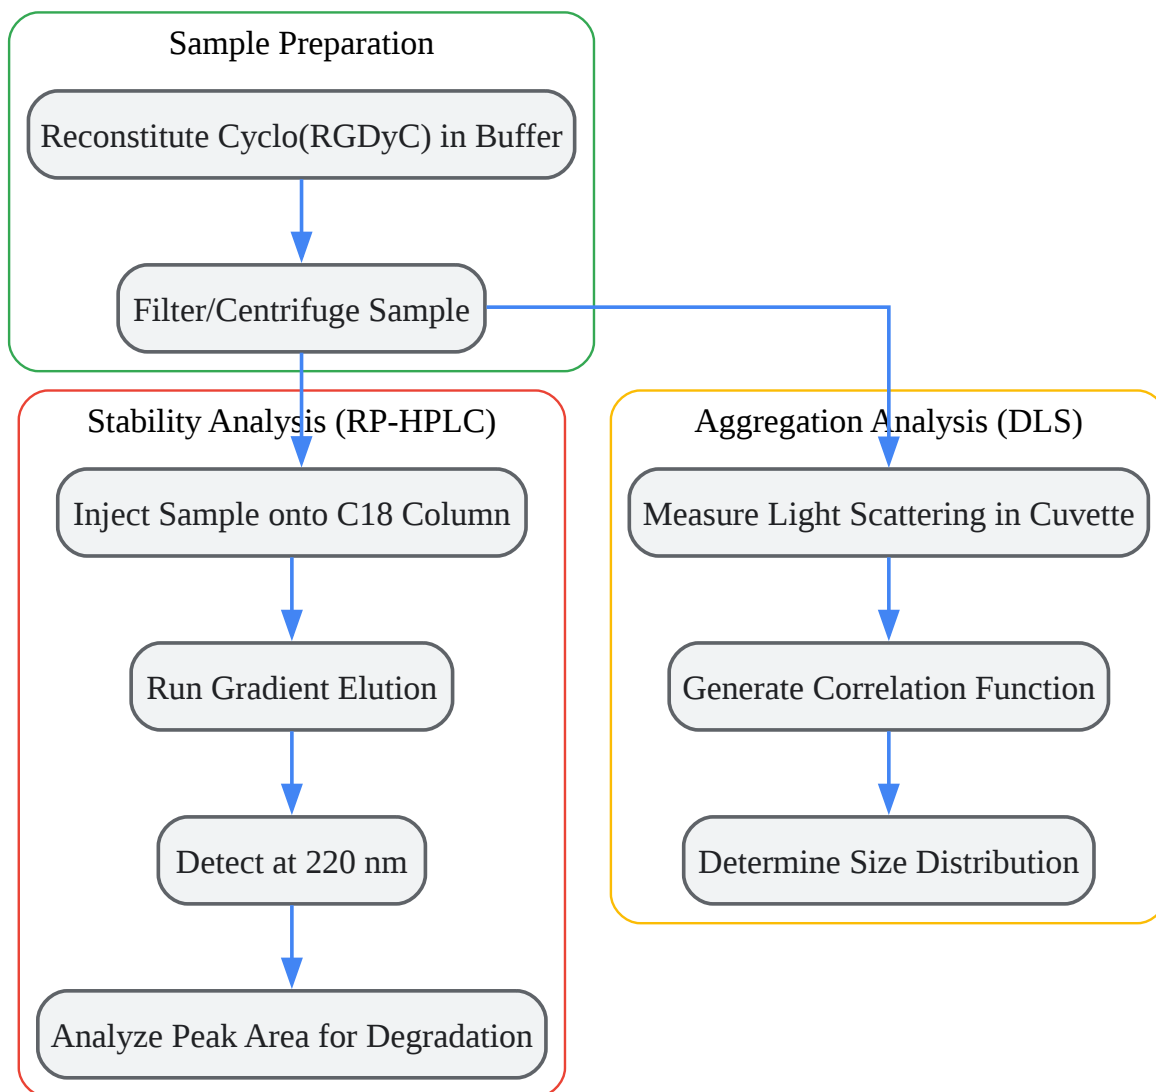 Sample Preparation
Reconstitute Cyclo(RGDyC) in Buffer
Filter/Centrifuge Sample
Stability Analysis (RP-HPLC)
Inject Sample onto C18 Column
Run Gradient Elution
Detect at 220 nm
Analyze Peak Area for Degradation
Aggregation Analysis (DLS)
Measure Light Scattering in Cuvette
Generate Correlation Function
Determine Size Distribution